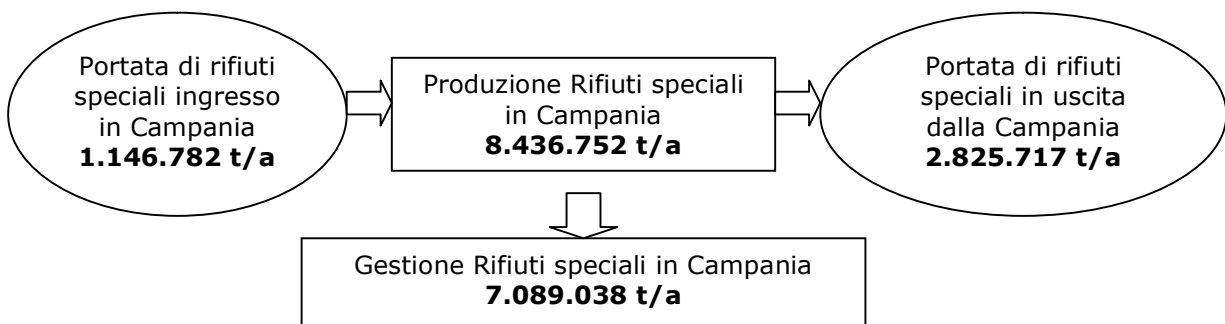 Portata di rifiuti
speciali ingresso
in Campania
1.146.782 t/a
Produzione Rifiuti speciali
in Campania
8.436.752 t/a
Portata di rifiuti
speciali in uscita
dalla Campania
2.825.717 t/a
Gestione Rifiuti speciali in Campania
7.089.038 t/a